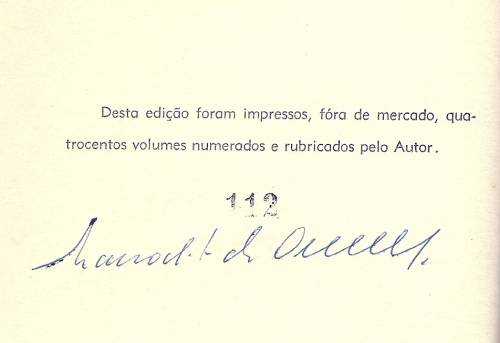 Desta edição foram impressos, fóra de mercado, qua-
trocentos volumes numerados e rubricados pelo Autor.
112